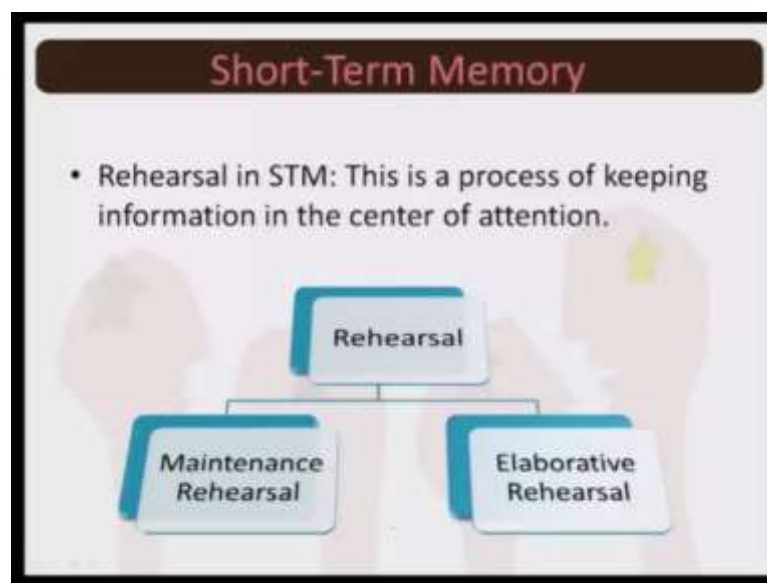 Short-Term Memory
• Rehearsal in STM: This is a process of keeping
information in the center of attention.
Rehearsal
Maintenance
Rehearsal
Elaborative
Rehearsal